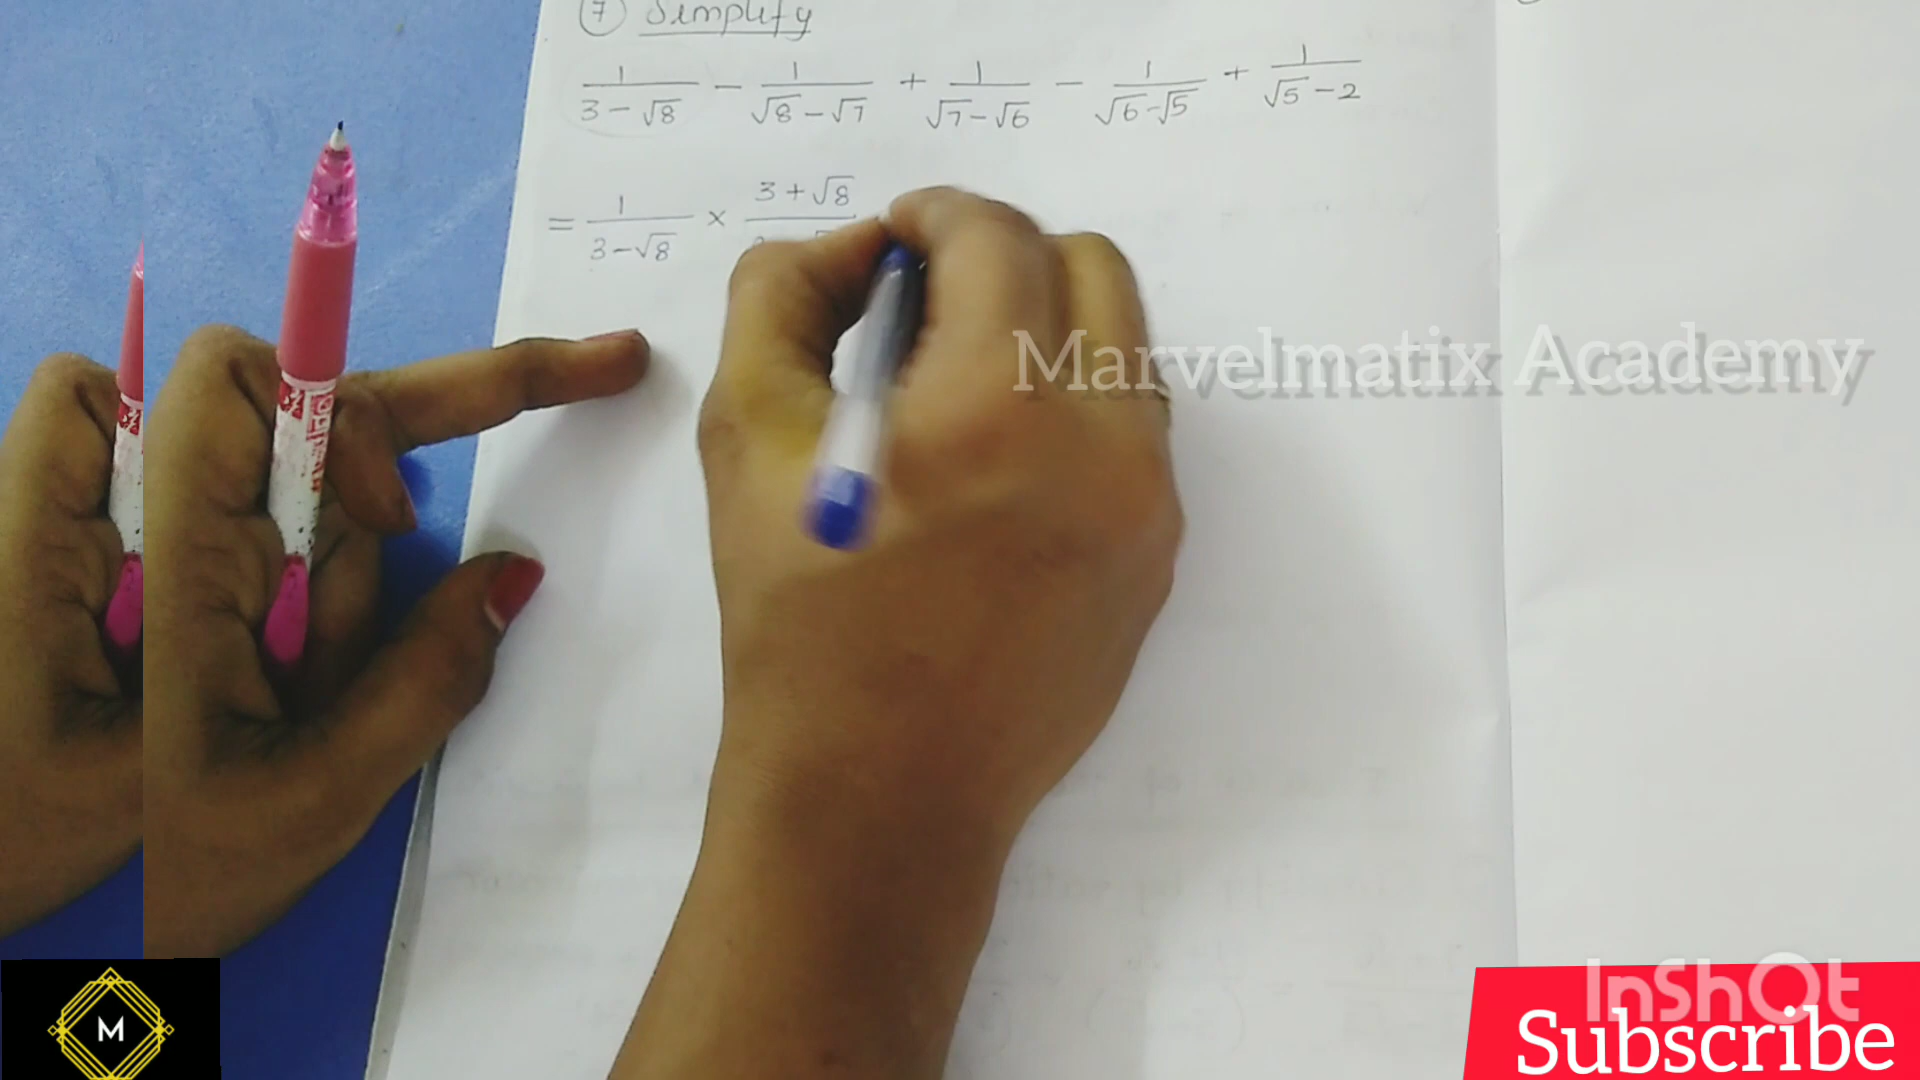 7 Simplify
1/(3-√8) - 1/(√8-√7) + 1/(√7-√6) - 1/(√6-√5) + 1/(√5-2)
= 1/(3-√8) × (3+√8)
Marvelmatix Academy
M
InShOt
Subscribe